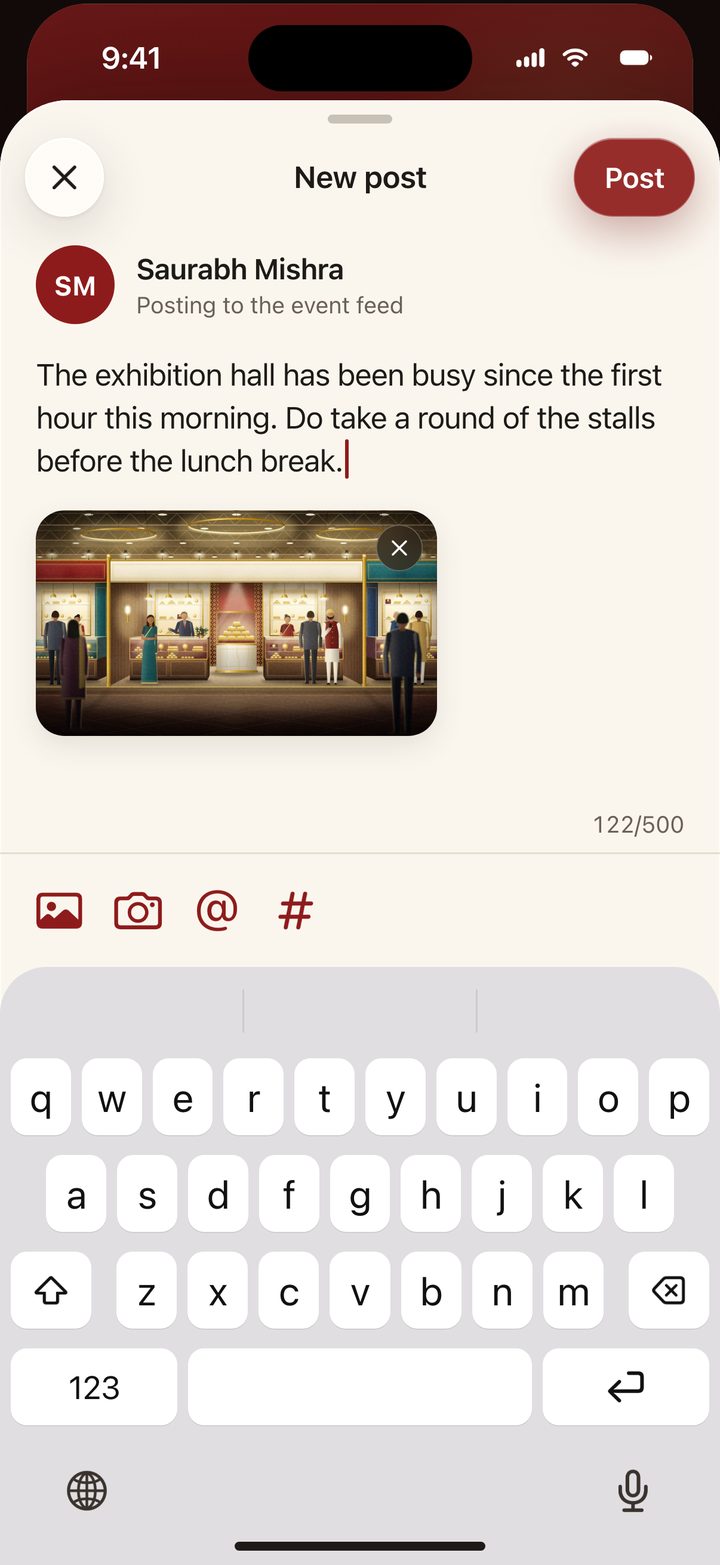 9:41
New post
Post
SM
Saurabh Mishra
Posting to the event feed
The exhibition hall has been busy since the first
hour this morning. Do take a round of the stalls
before the lunch break.
122/500
@ #
q w e r t y u i o p
a s d f g h j k l
z x c v b n m
123